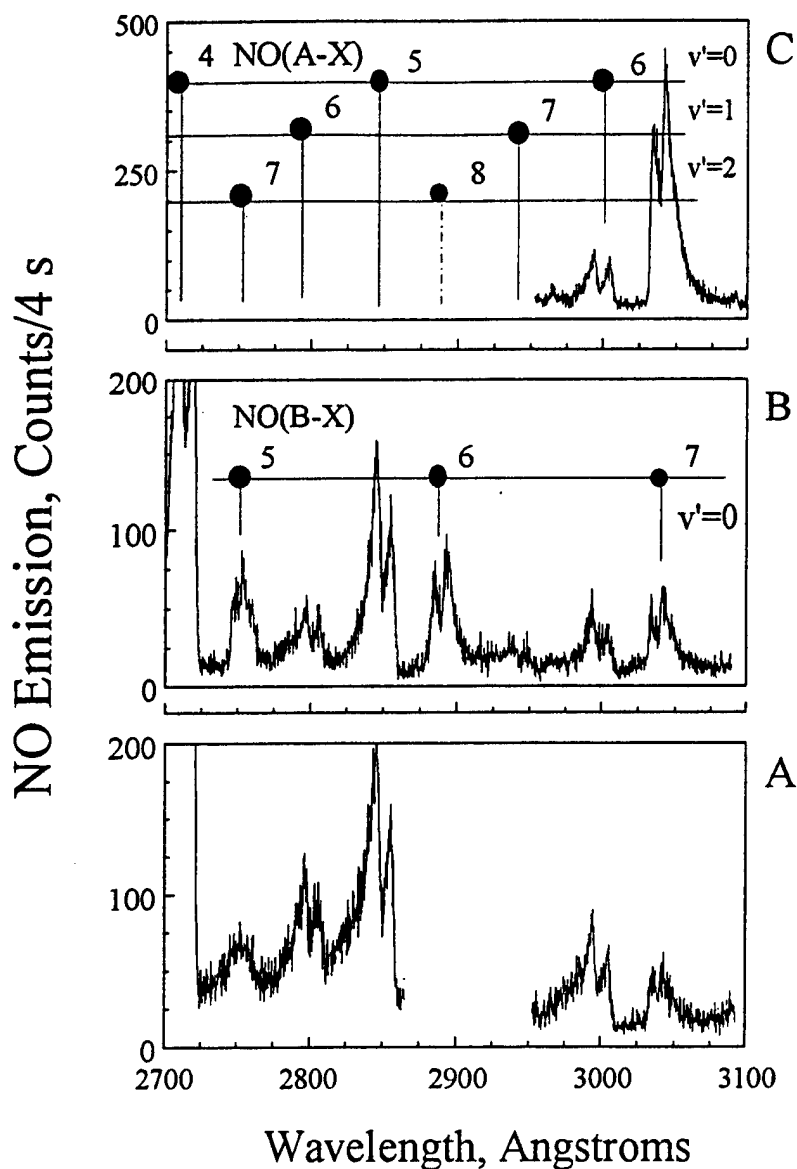 NO Emission, Counts/4 s
500
250
0
4 NO(A-X) 5 6 v'=0
6 7 v'=1
7 8 v'=2
C
200
100
0
NO(B-X)
5 6 7
v'=0
B
200
100
0
A
2700 2800 2900 3000 3100
Wavelength, Angstroms